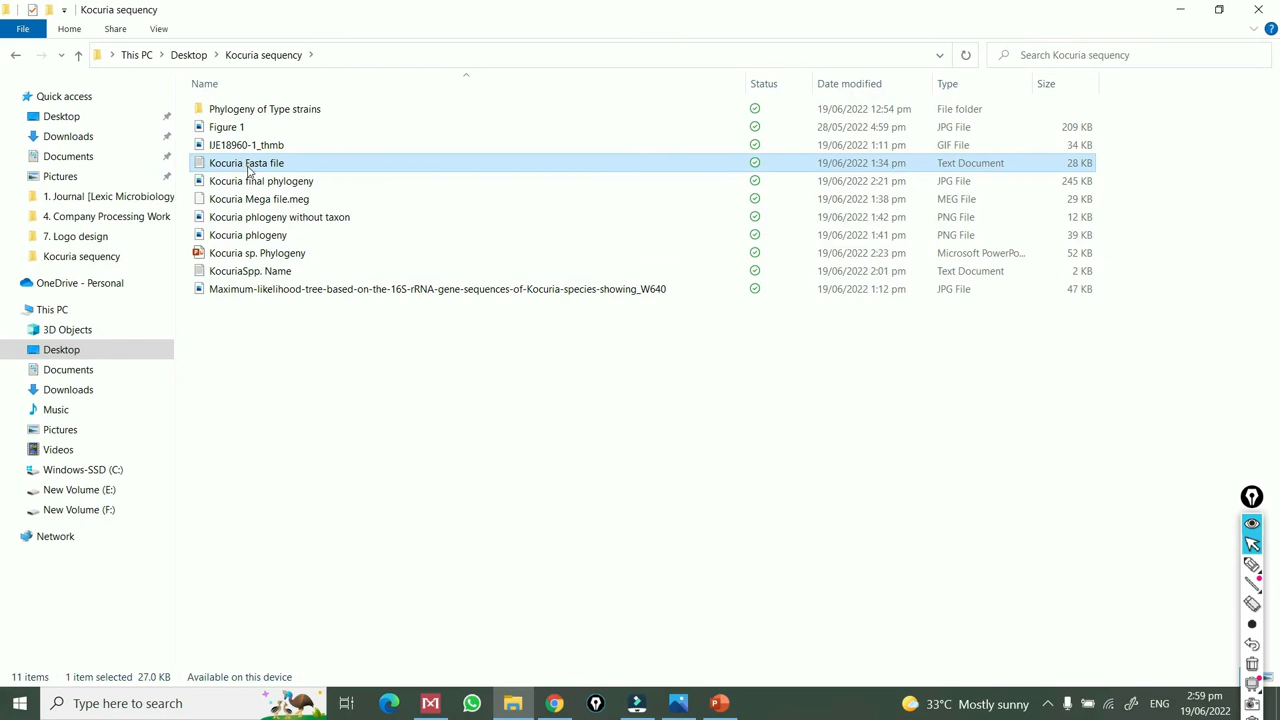 Kocuria sequency
File Home Share View
This PC Desktop Kocuria sequency Search Kocuria sequency
Name Status Date modified Type Size
Quick access
Desktop
Downloads
Documents
Pictures
1. Journal [Lexic Microbiology
4. Company Processing Work
7. Logo design
Kocuria sequency
OneDrive - Personal
This PC
3D Objects
Desktop
Documents
Downloads
Music
Pictures
Videos
Windows-SSD (C:)
New Volume (E:)
New Volume (F:)
Network
Phylogeny of Type strains 19/06/2022 12:54 pm File folder
Figure 1 28/05/2022 4:59 pm JPG File 209 KB
IJE18960-1_thmb 19/06/2022 1:11 pm GIF File 34 KB
Kocuria Fasta file 19/06/2022 1:34 pm Text Document 28 KB
Kocuria final phylogeny 19/06/2022 2:21 pm JPG File 245 KB
Kocuria Mega file.meg 19/06/2022 1:38 pm MEG File 29 KB
Kocuria phlogeny without taxon 19/06/2022 1:42 pm PNG File 12 KB
Kocuria phlogeny 19/06/2022 1:41 pm PNG File 39 KB
Kocuria sp. Phylogeny 19/06/2022 2:23 pm Microsoft PowerPo... 52 KB
KocuriaSpp. Name 19/06/2022 2:01 pm Text Document 2 KB
Maximum-likelihood-tree-based-on-the-16S-rRNA-gene-sequences-of-Kocuria-species-showing_W640 19/06/2022 1:12 pm JPG File 47 KB
11 items 1 item selected 27.0 KB Available on this device
Type here to search
33°C Mostly sunny ENG
2:59 pm
19/06/2022